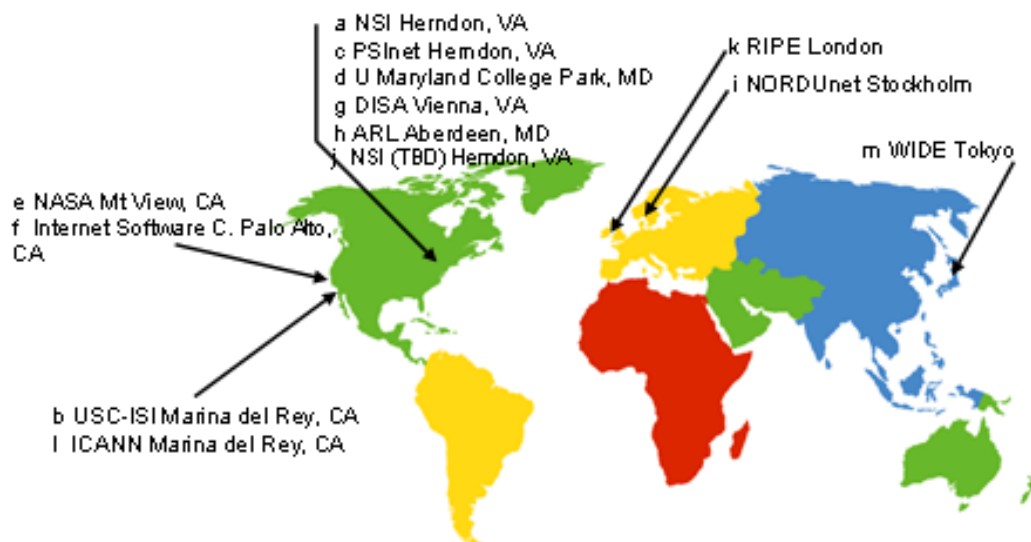 a NSI Herndon, VA
c PSInet Herndon, VA
d U Maryland College Park, MD
g DISA Vienna, VA
h ARL Aberdeen, MD
j NSI (TBD) Herndon, VA
k RIPE London
i NORDUnet Stockholm
m WIDE Tokyo
e NASA Mt View, CA
f Internet Software C. Palo Alto,
CA
b USC-ISI Marina del Rey, CA
l ICANN Marina del Rey, CA